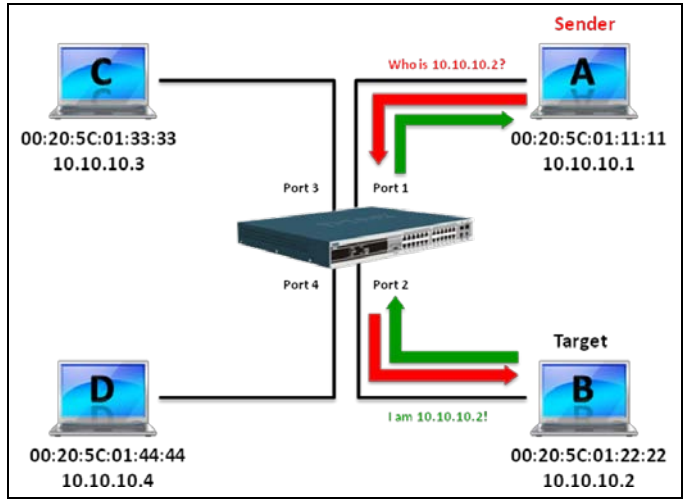 Sender
Who is 10.10.10.2?
C
A
00:20:5C:01:33:33
10.10.10.3
00:20:5C:01:11:11
10.10.10.1
Port 3
Port 1
Port 4
Port 2
Target
D
B
I am 10.10.10.2!
00:20:5C:01:44:44
10.10.10.4
00:20:5C:01:22:22
10.10.10.2